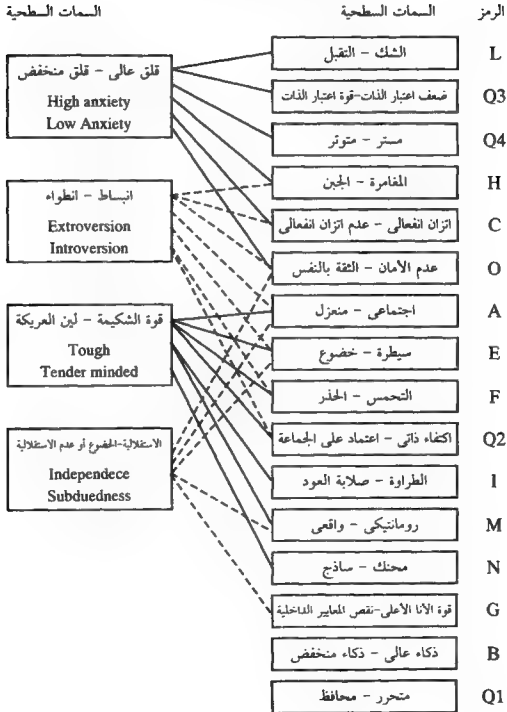 الرمز السمات السطحية السمات السطحية
L الشك – التقبل
Q3 ضعف اعتبار الذات–قوة اعتبار الذات
Q4 مستر – متوتر
H المغامرة – الجبن
C اتزان انفعالى – عدم اتزان انفعالى
O عدم الأمان – الثقة بالنفس
A اجتماعى – منعزل
E سيطرة – خضوع
F التحمس – الحذر
Q2 اكتفاء ذاتى – اعتماد على الجماعة
I الطراوة – صلابة العود
M رومانتيكى – واقعى
N محنك – ساذج
G قوة الأنا الأعلى–نقص المعايير الداخلية
B ذكاء عالى – ذكاء منخفض
Q1 متحرر – محافظ
قلق عالى – قلق منخفض
High anxiety
Low Anxiety
انبساط – انطواء
Extroversion
Introversion
قوة الشكيمة – لين العريكة
Tough
Tender minded
الاستقلالية–الخضوع أو عدم الاستقلالية
Independece
Subduedness